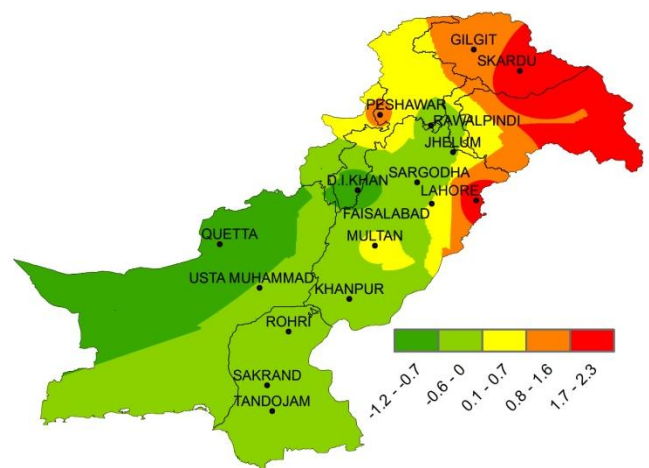 GILGIT
SKARDU
PESHAWAR
RAWALPINDI
JHELUM
SARGODHA
D.I.KHAN
LAHORE
FAISALABAD
QUETTA
MULTAN
USTA MUHAMMAD
KHANPUR
ROHRI
SAKRAND
TANDOJAM
-1.2 - -0.7
-0.6 - 0
0.1 - 0.7
0.8 - 1.6
1.7 - 2.3